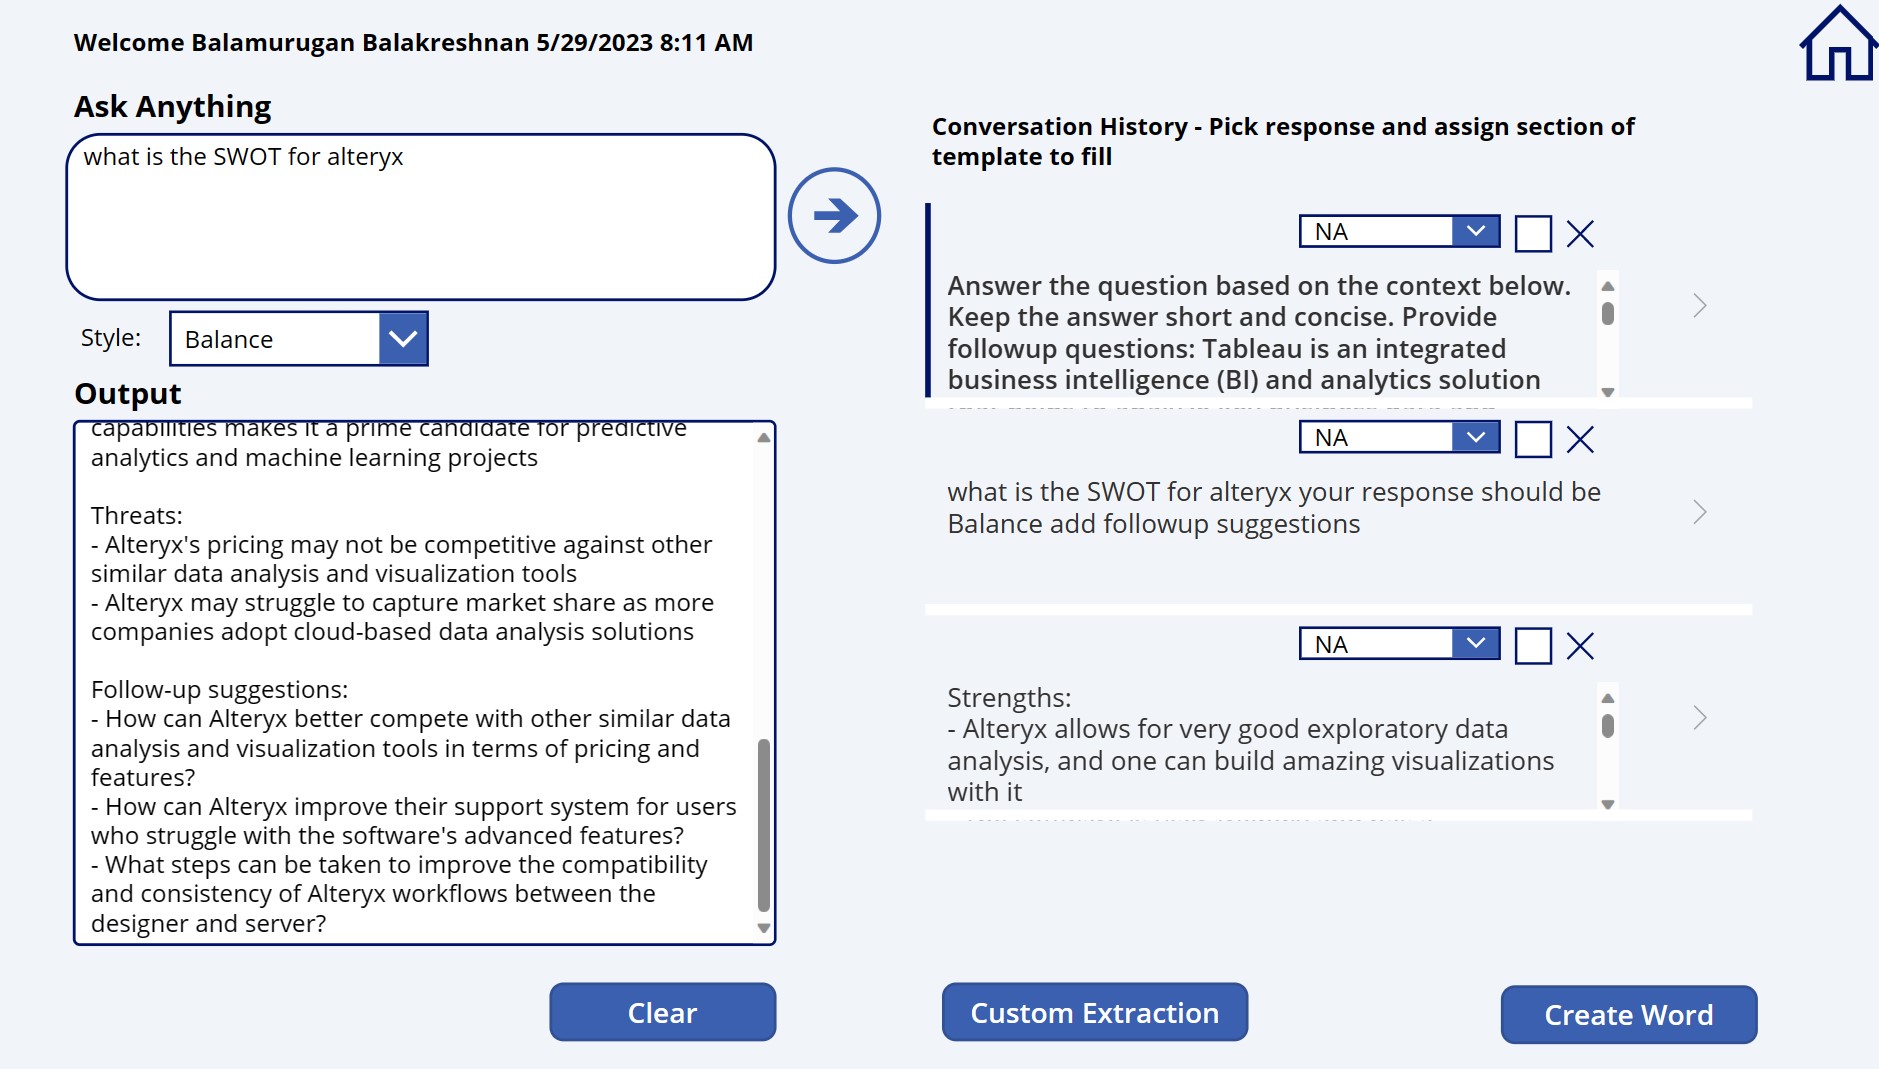 Welcome Balamurugan Balakreshnan 5/29/2023 8:11 AM
Ask Anything
what is the SWOT for alteryx
Style:
Balance
Output
capabilities makes it a prime candidate for predictive
analytics and machine learning projects
Threats:
- Alteryx's pricing may not be competitive against other
similar data analysis and visualization tools
- Alteryx may struggle to capture market share as more
companies adopt cloud-based data analysis solutions
Follow-up suggestions:
- How can Alteryx better compete with other similar data
analysis and visualization tools in terms of pricing and
features?
- How can Alteryx improve their support system for users
who struggle with the software's advanced features?
- What steps can be taken to improve the compatibility
and consistency of Alteryx workflows between the
designer and server?
Clear
Conversation History - Pick response and assign section of
template to fill
NA
Answer the question based on the context below.
Keep the answer short and concise. Provide
followup questions: Tableau is an integrated
business intelligence (BI) and analytics solution
NA
what is the SWOT for alteryx your response should be
Balance add followup suggestions
NA
Strengths:
- Alteryx allows for very good exploratory data
analysis, and one can build amazing visualizations
with it
Custom Extraction
Create Word